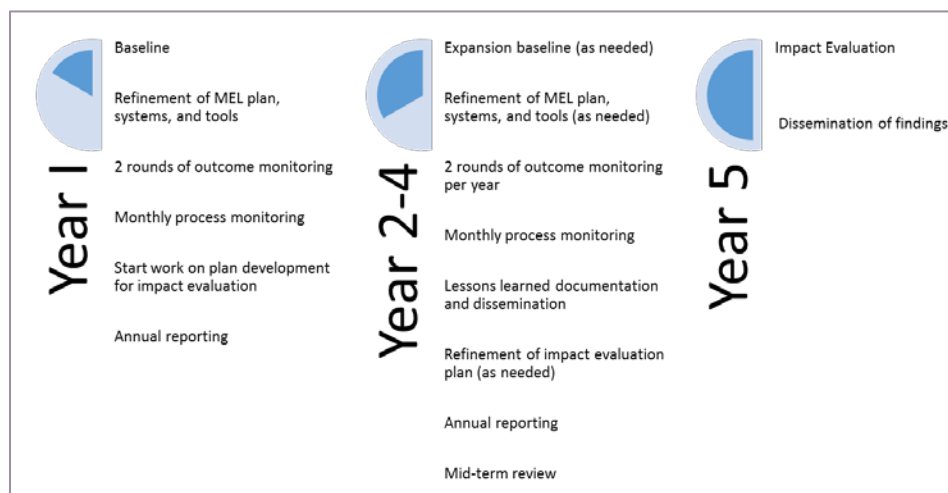 Year I
Baseline
Refinement of MEL plan,
systems, and tools
2 rounds of outcome monitoring
Monthly process monitoring
Start work on plan development
for impact evaluation
Annual reporting
Year 2-4
Expansion baseline (as needed)
Refinement of MEL plan,
systems, and tools (as needed)
2 rounds of outcome monitoring
per year
Monthly process monitoring
Lessons learned documentation
and dissemination
Refinement of impact evaluation
plan (as needed)
Annual reporting
Mid-term review
Year 5
Impact Evaluation
Dissemination of findings